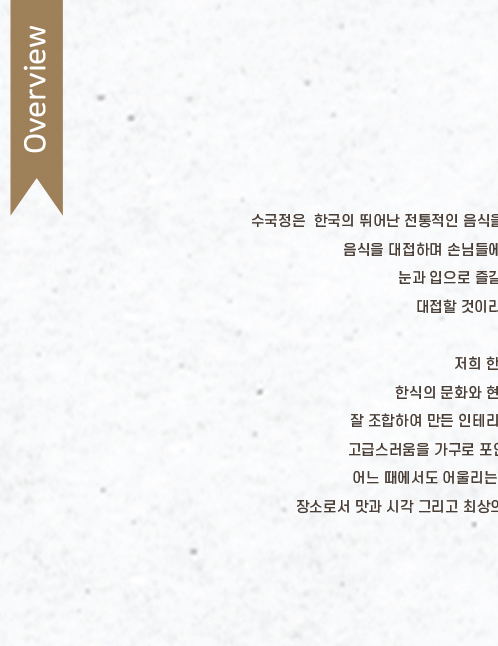 Overview
수국정은 한국의 뛰어난 전통적인 음식을
음식을 대접하며 손님들에
눈과 입으로 즐길
대접할 것이라
저희 한
한식의 문화와 현
잘 조합하여 만든 인테리
고급스러움을 가구로 포인
어느 때에서도 어울리는
장소로서 맛과 시각 그리고 최상의